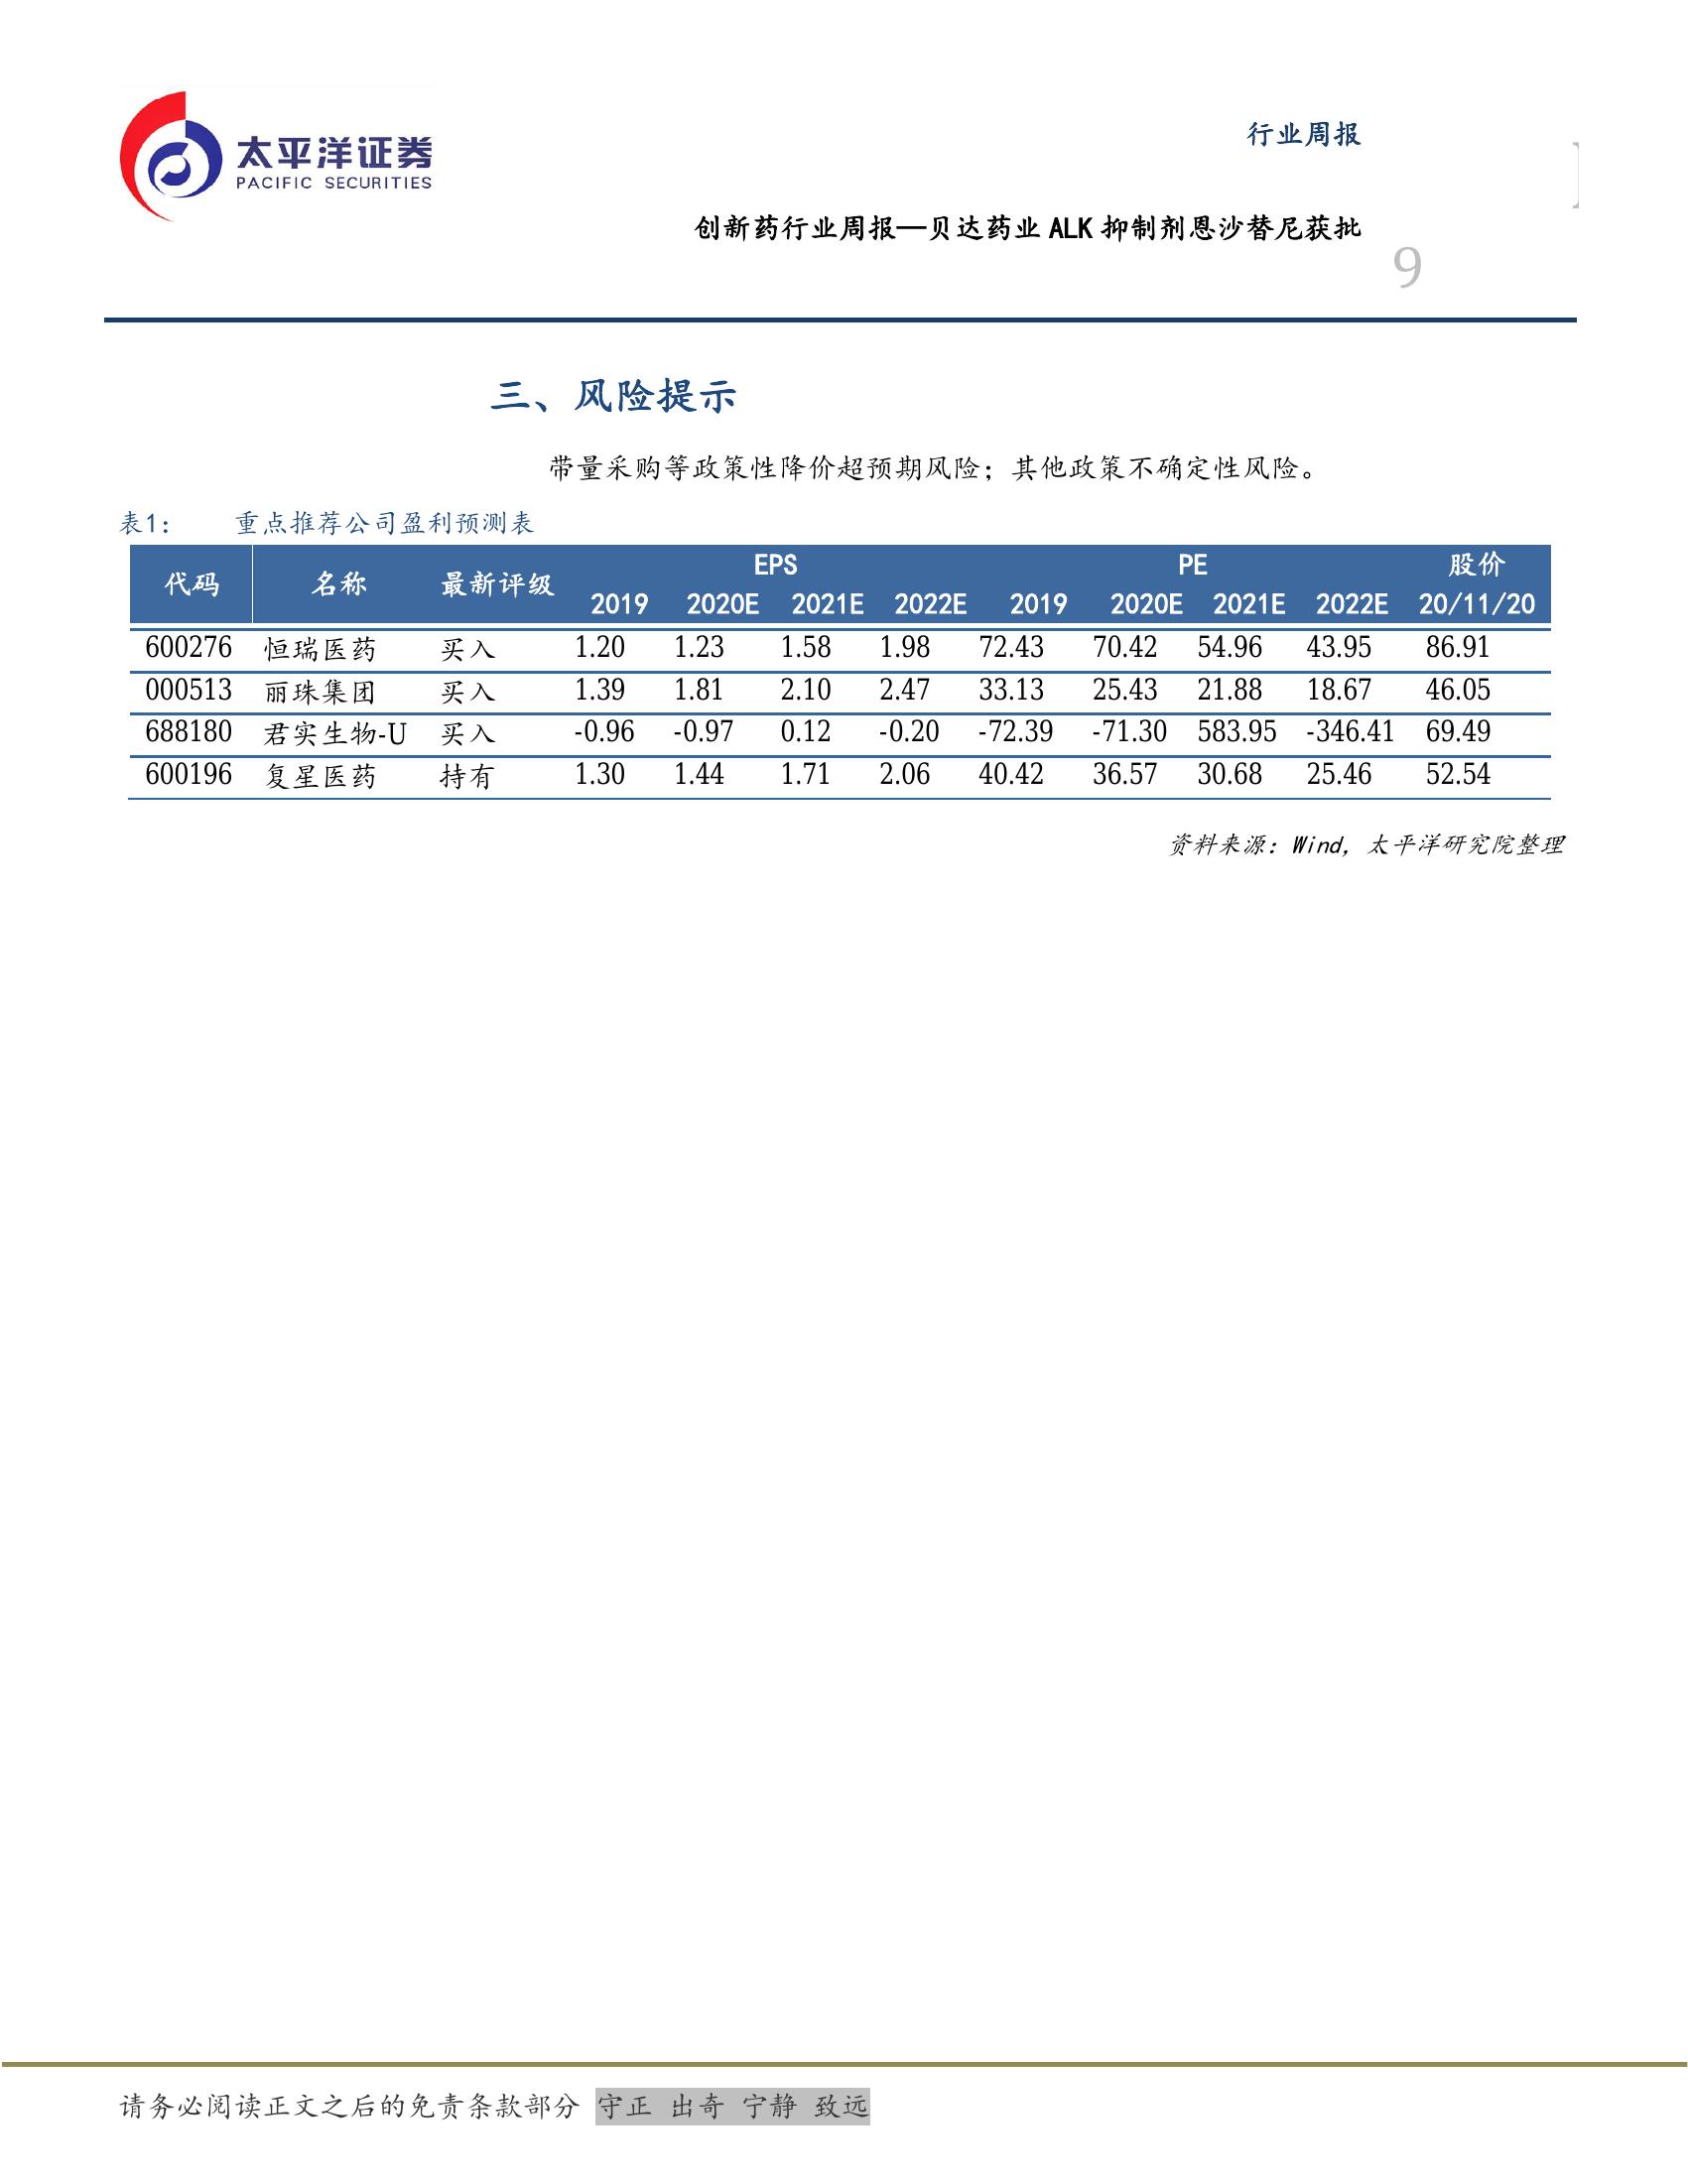 太平洋证券
PACIFIC SECURITIES
行业周报
创新药行业周报—贝达药业 ALK 抑制剂恩沙替尼获批
9
三、风险提示
带量采购等政策性降价超预期风险；其他政策不确定性风险。
表1： 重点推荐公司盈利预测表
代码 名称 最新评级 EPS PE 股价
2019 2020E 2021E 2022E 2019 2020E 2021E 2022E 20/11/20
600276 恒瑞医药 买入 1.20 1.23 1.58 1.98 72.43 70.42 54.96 43.95 86.91
000513 丽珠集团 买入 1.39 1.81 2.10 2.47 33.13 25.43 21.88 18.67 46.05
688180 君实生物-U 买入 -0.96 -0.97 0.12 -0.20 -72.39 -71.30 583.95 -346.41 69.49
600196 复星医药 持有 1.30 1.44 1.71 2.06 40.42 36.57 30.68 25.46 52.54
资料来源：Wind，太平洋研究院整理
请务必阅读正文之后的免责条款部分 守正 出奇 宁静 致远